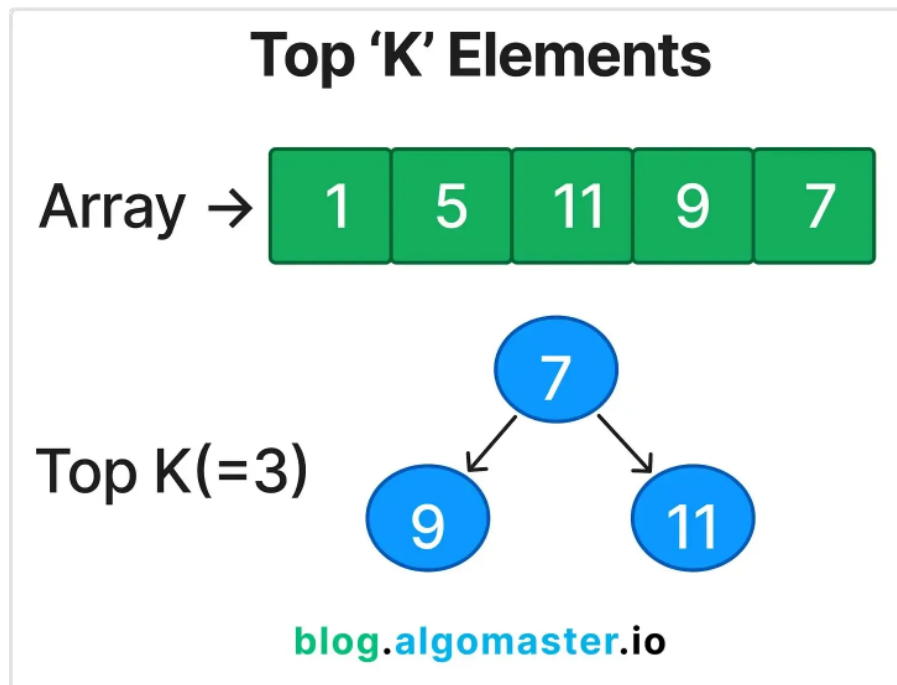 Top ‘K’ Elements
Array → 1 5 11 9 7
7
Top K(=3)
9 11
blog.algomaster.io